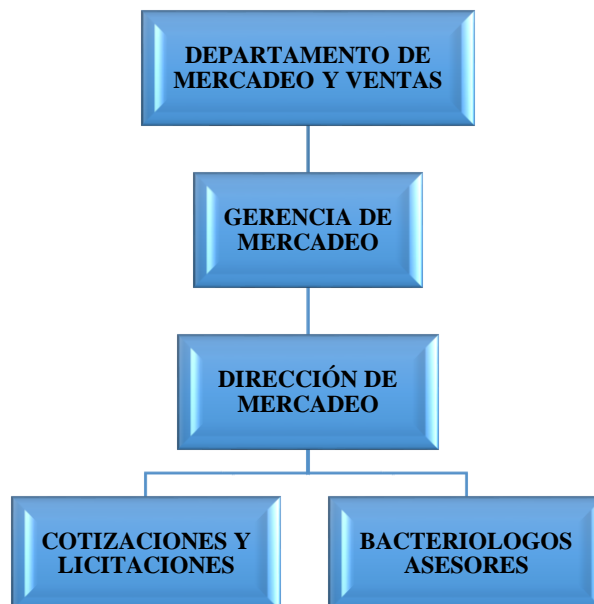 DEPARTAMENTO DE
MERCADEO Y VENTAS
GERENCIA DE
MERCADEO
DIRECCIÓN DE
MERCADEO
COTIZACIONES Y
LICITACIONES
BACTERIOLOGOS
ASESORES